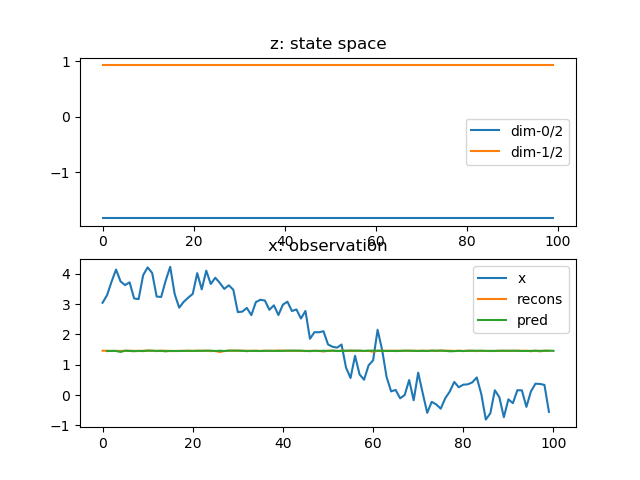 z: state space
1
0
−1
dim-0/2
dim-1/2
0 20 40 60 80 100
x: observation
4
3
2
1
0
−1
x
recons
pred
0 20 40 60 80 100